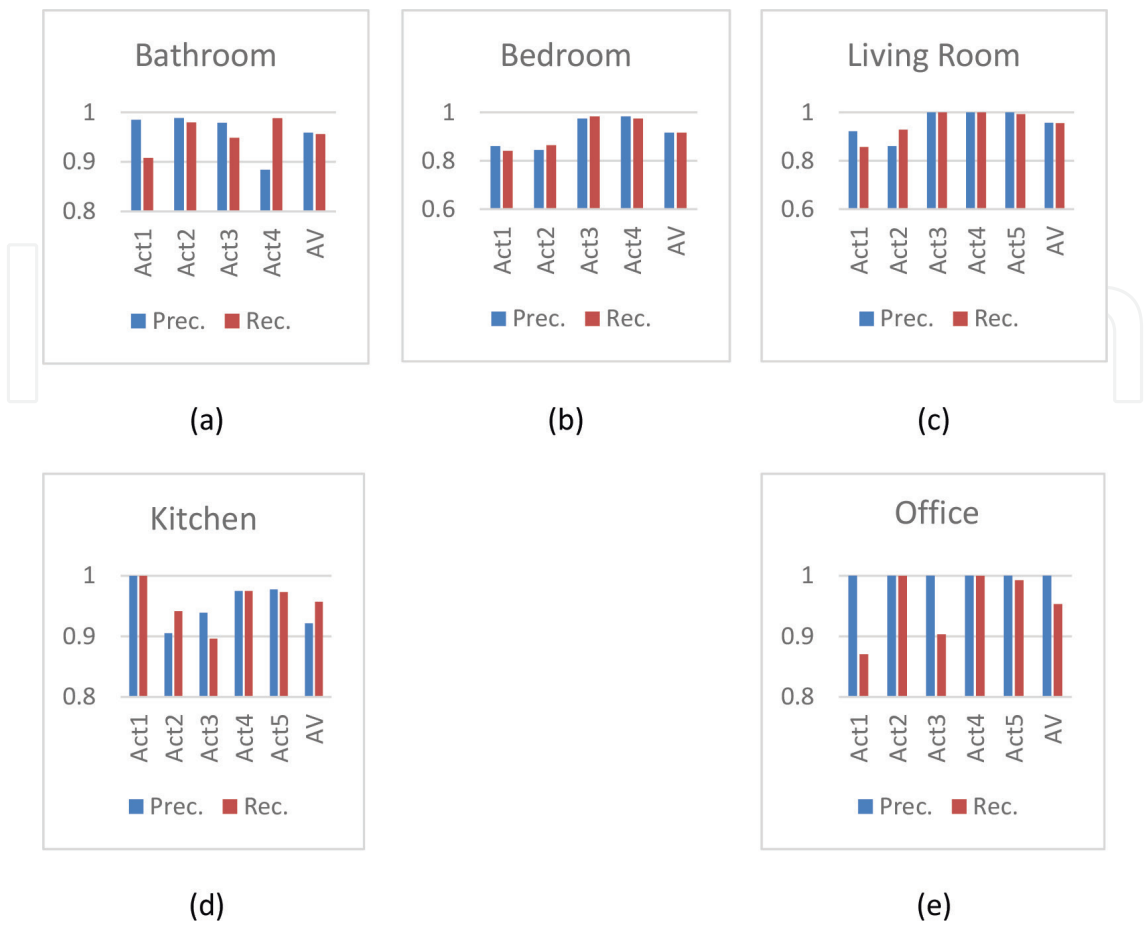 Bathroom
1
0.9
0.8
Act1
Act2
Act3
Act4
AV
Prec. Rec.
(a)
Bedroom
1
0.8
0.6
Act1
Act2
Act3
Act4
AV
Prec. Rec.
(b)
Living Room
1
0.8
0.6
Act1
Act2
Act3
Act4
Act5
AV
Prec. Rec.
(c)
Kitchen
1
0.9
0.8
Act1
Act2
Act3
Act4
Act5
AV
Prec. Rec.
(d)
Office
1
0.9
0.8
Act1
Act2
Act3
Act4
Act5
AV
Prec. Rec.
(e)